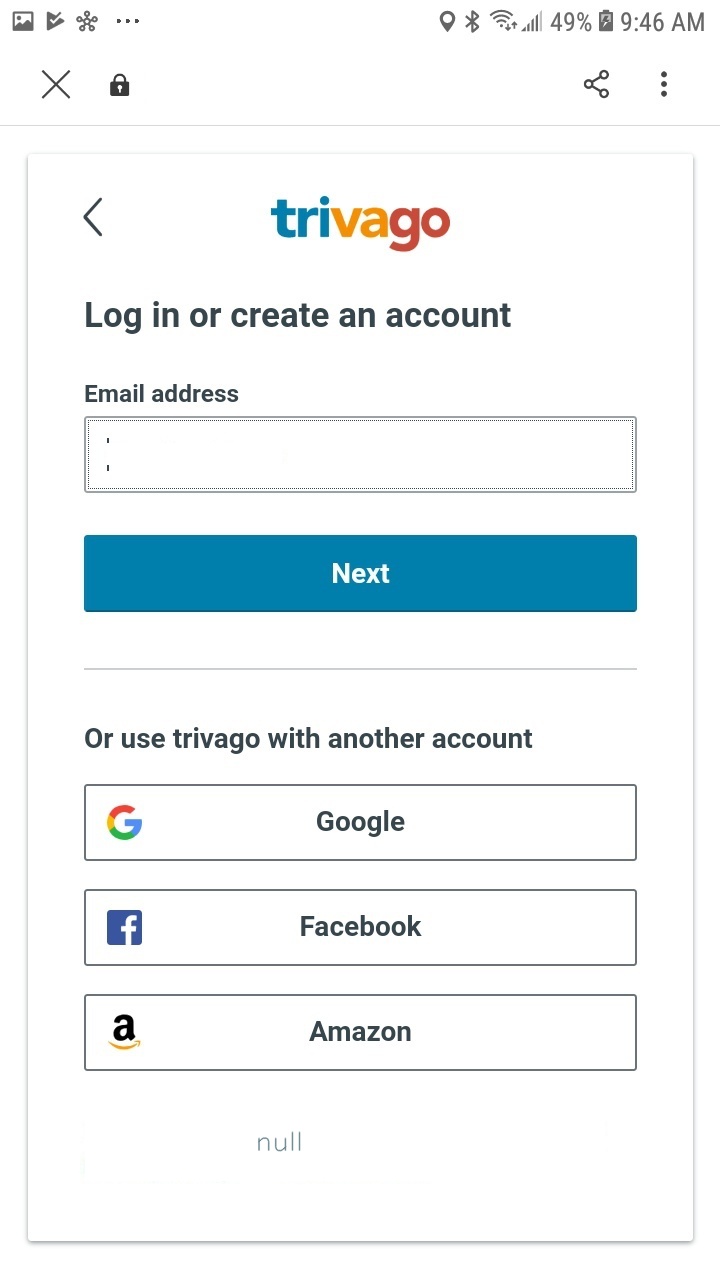 49% 9:46 AM
trivago
Log in or create an account
Email address
Next
Or use trivago with another account
Google
Facebook
a Amazon
null